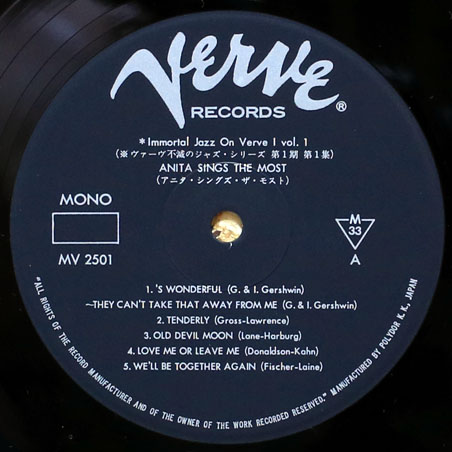 Verve
RECORDS ®
*Immortal Jazz On Verve I vol. 1
(※ヴァーヴ不滅のジャズ・シリーズ 第1期 第1集)
ANITA SINGS THE MOST
(アニタ・シングズ・ザ・モスト)
MONO
MV 2501
M
33
A
1. 'S WONDERFUL (G. & I. Gershwin)
~THEY CAN'T TAKE THAT AWAY FROM ME (G. & I. Gershwin)
2. TENDERLY (Gross-Lawrence)
3. OLD DEVIL MOON (Lane-Harburg)
4. LOVE ME OR LEAVE ME (Donaldson-Kahn)
5. WE'LL BE TOGETHER AGAIN (Fischer-Laine)
"ALL RIGHTS OF THE RECORD MANUFACTURER AND OF THE OWNER OF THE WORK RECORDED RESERVED." MANUFACTURED BY POLYDOR K.K., JAPAN